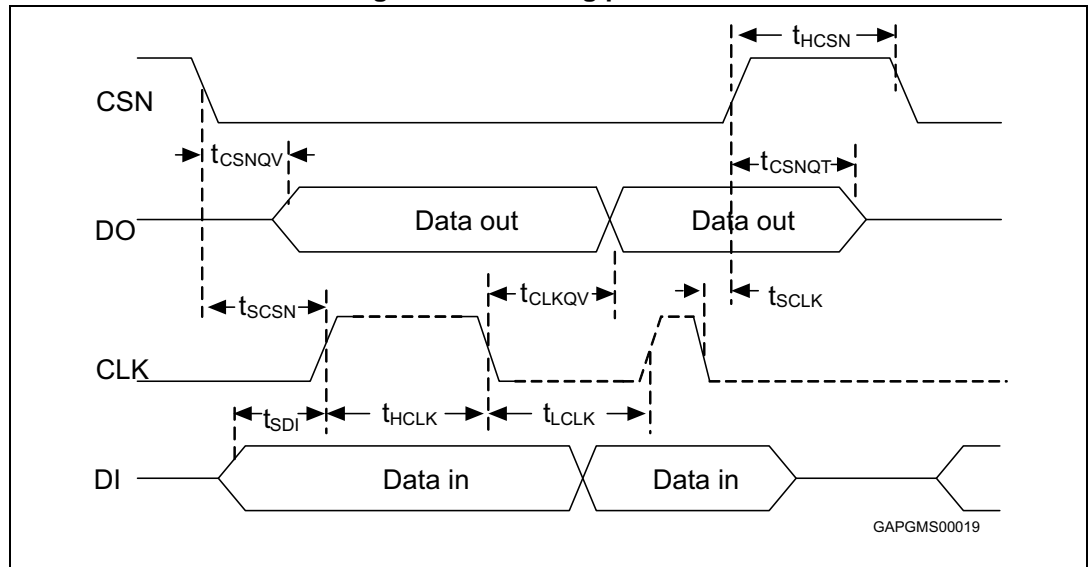 tHCSN
CSN
tCSNQV
tCSNQT
DO
Data out
Data out
tSCSN
tCLKQV
tSCLK
CLK
tSDI
tHCLK
tLCLK
DI
Data in
Data in
GAPGMS00019